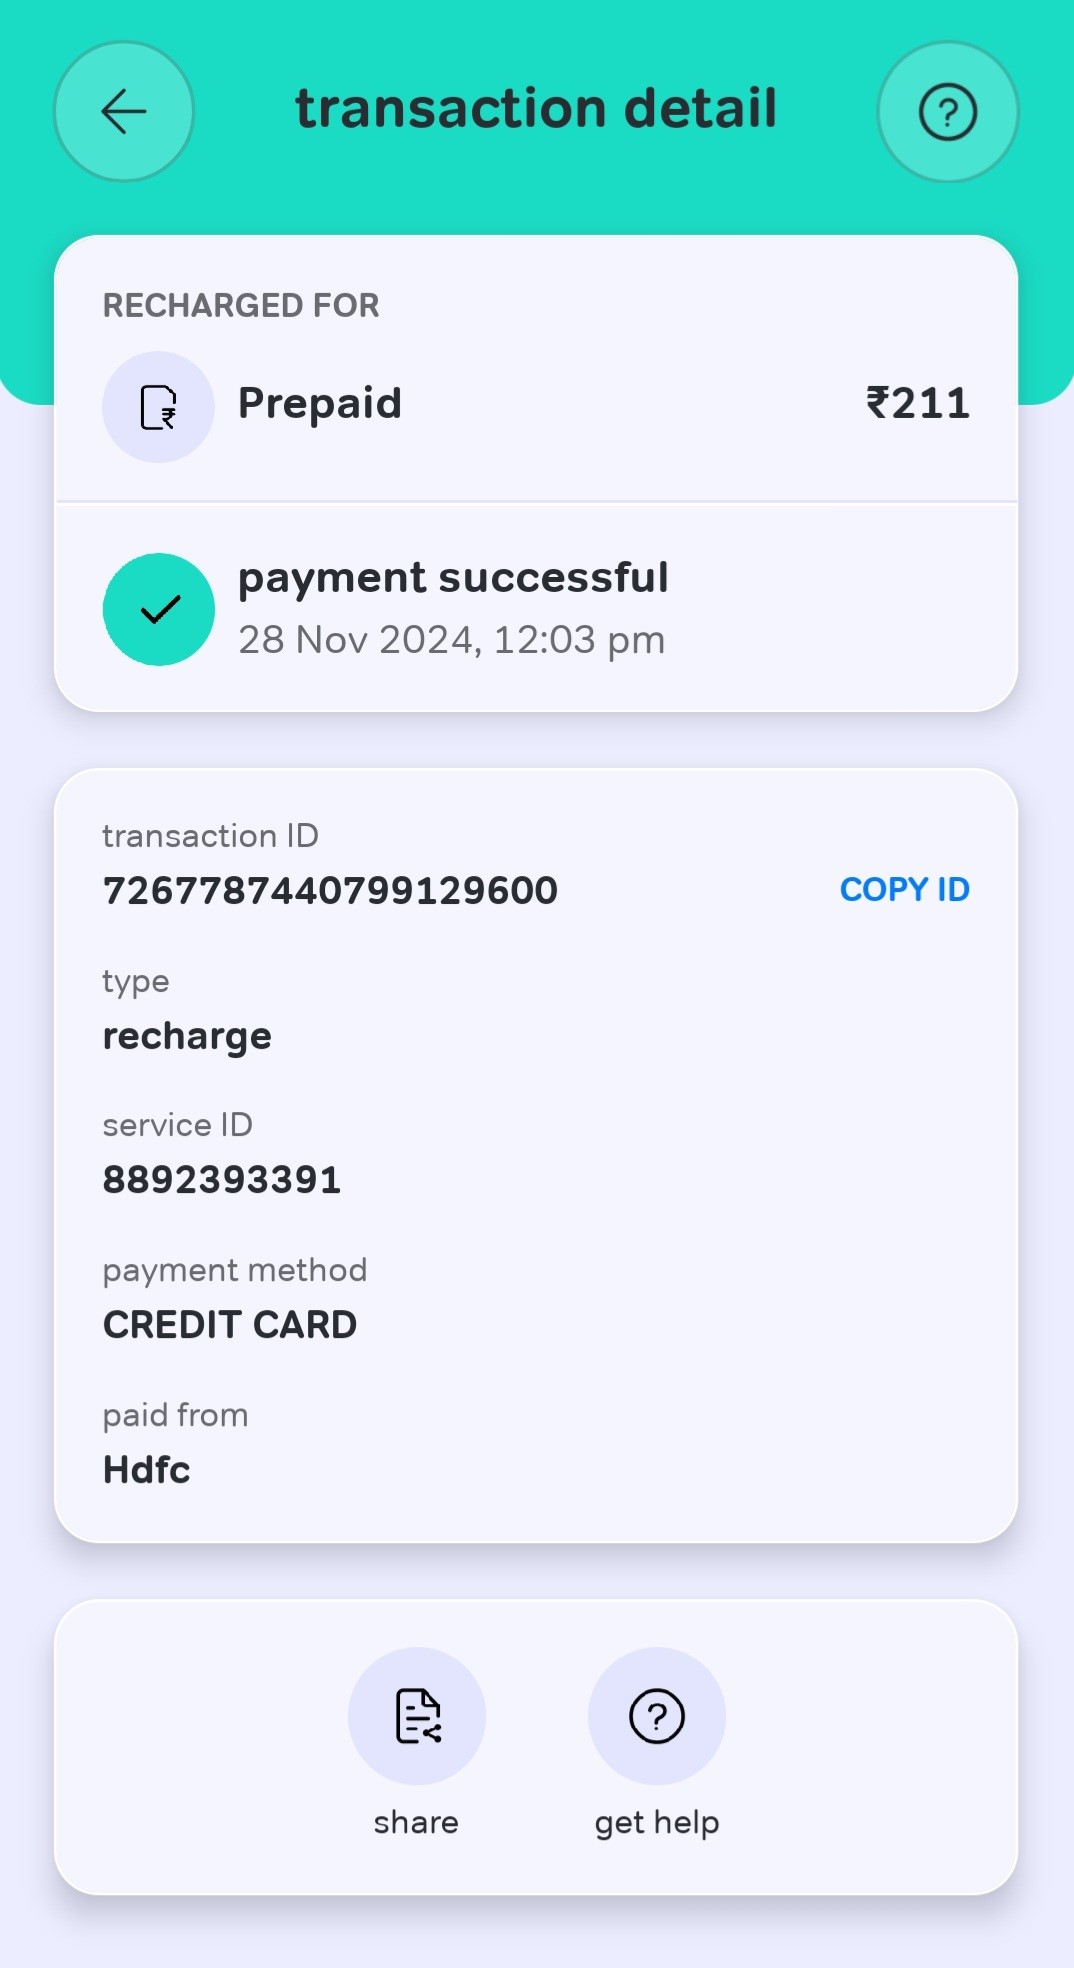 transaction detail
RECHARGED FOR
Prepaid ₹211
payment successful
28 Nov 2024, 12:03 pm
transaction ID
7267787440799129600 COPY ID
type
recharge
service ID
8892393391
payment method
CREDIT CARD
paid from
Hdfc
share get help